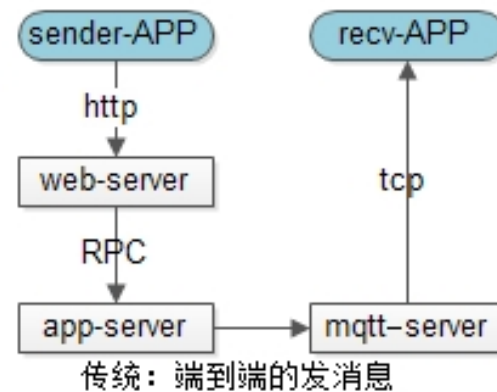 sender-APP
recv-APP
http
web-server
tcp
RPC
app-server
mqtt-server
传统：端到端的发消息